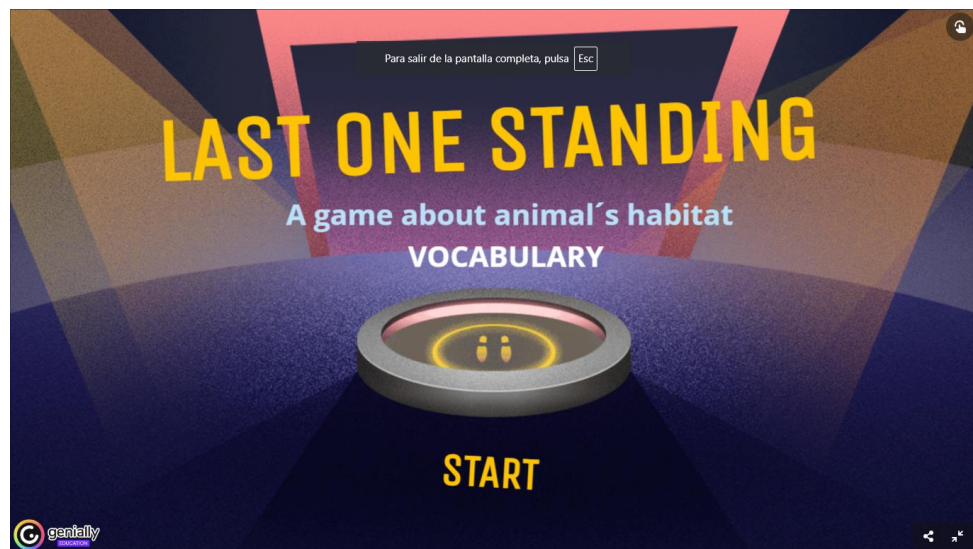 Para salir de la pantalla completa, pulsa Esc
LAST ONE STANDING
A game about animal´s habitat
VOCABULARY
START
genially
EDUCATION